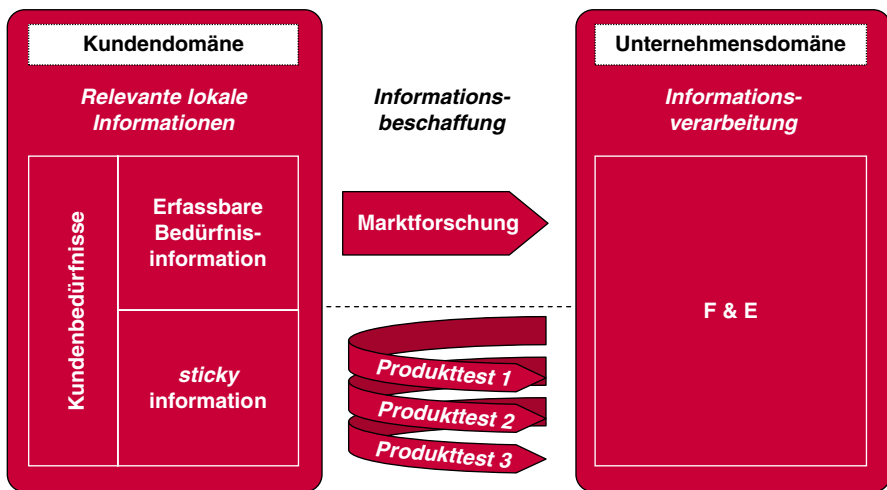 Kundendomäne
Relevante lokale
Informationen
Kundenbedürfnisse
Erfassbare
Bedürfnis-
information
sticky
information
Informations-
beschaffung
Marktforschung
Produkttest 1
Produkttest 2
Produkttest 3
Unternehmensdomäne
Informations-
verarbeitung
F & E